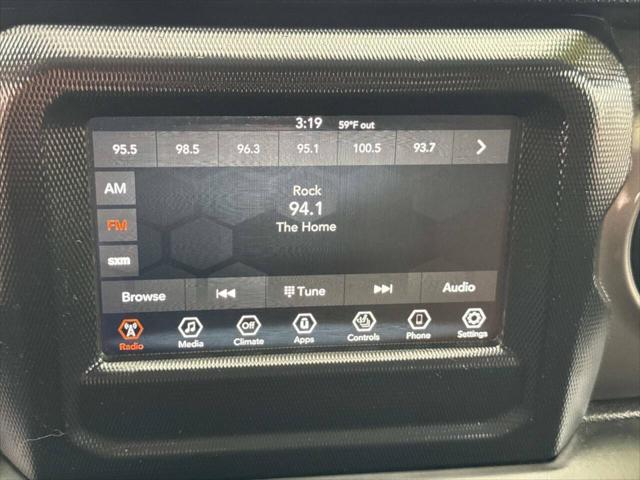 3:19 59°F out
95.5 98.5 96.3 95.1 100.5 93.7
AM
Rock
94.1
FM
The Home
sxm
Browse Tune Audio
Off
Radio Media Climate Apps Controls Phone Settings